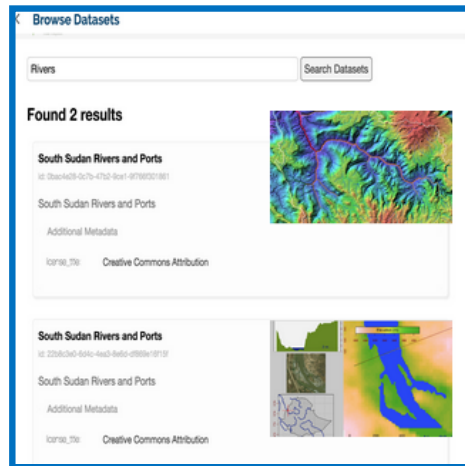 Browse Datasets
Rivers
Search Datasets
Found 2 results
South Sudan Rivers and Ports
South Sudan Rivers and Ports
Additional Metadata
license_title Creative Commons Attribution
South Sudan Rivers and Ports
South Sudan Rivers and Ports
Additional Metadata
license_title Creative Commons Attribution